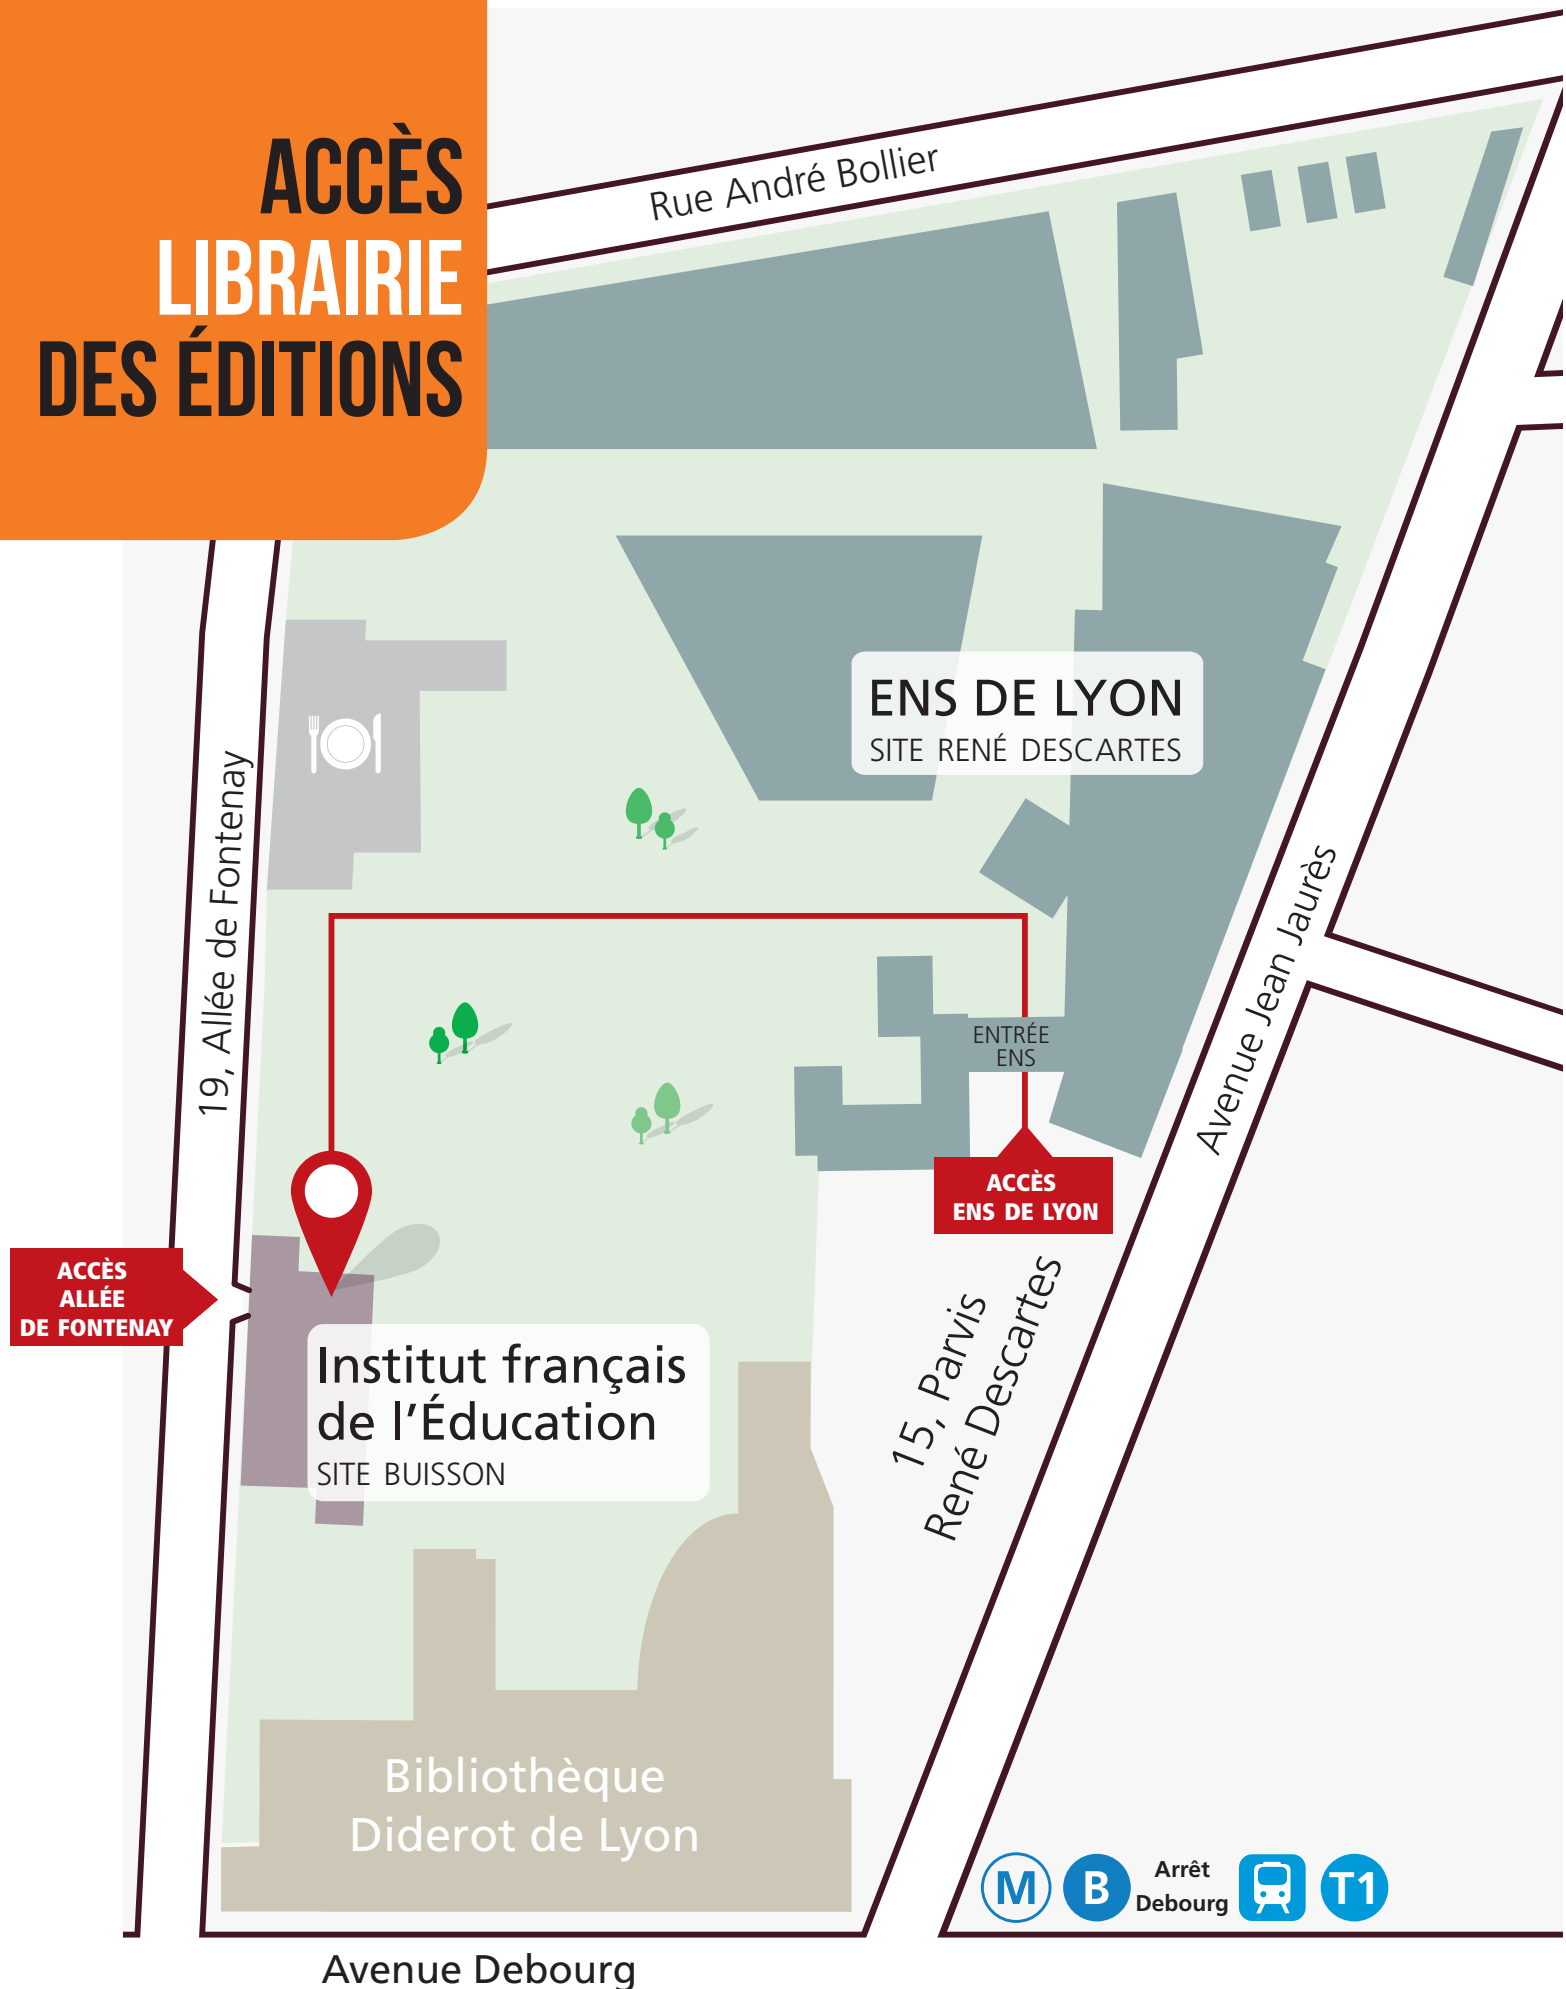 ACCÈS
LIBRAIRIE
DES ÉDITIONS
Rue André Bollier
ENS DE LYON
SITE RENÉ DESCARTES
19, Allée de Fontenay
Avenue Jean Jaurès
ENTRÉE
ENS
ACCÈS
ENS DE LYON
ACCÈS
ALLÉE
DE FONTENAY
Institut français
de l'Éducation
SITE BUISSON
15, Parvis
René Descartes
Bibliothèque
Diderot de Lyon
M B Arrêt
Debourg T1
Avenue Debourg